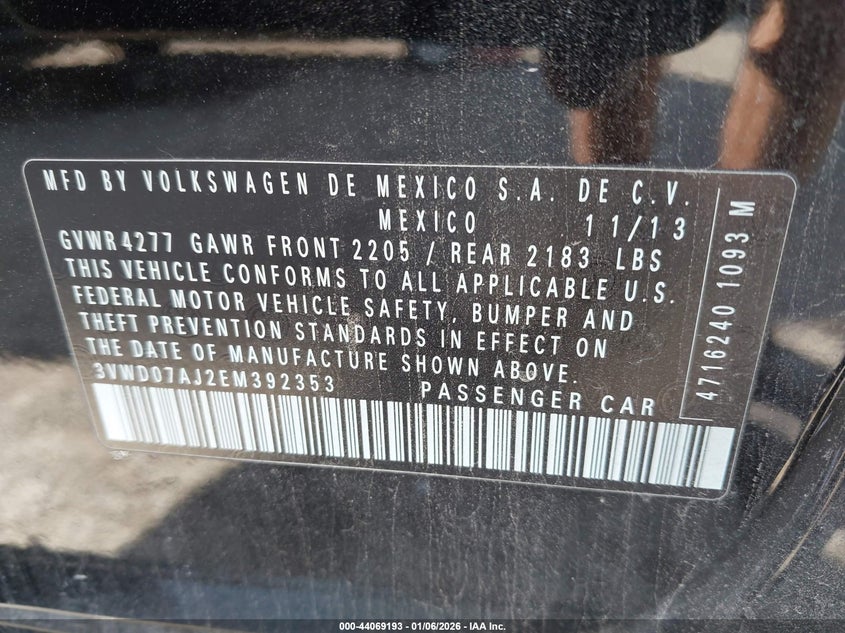 MFD BY VOLKSWAGEN DE MEXICO S.A. DE C.V.
MEXICO 11/13
GVWR 4277 GAWR FRONT 2205 / REAR 2183 LBS
THIS VEHICLE CONFORMS TO ALL APPLICABLE U.S.
FEDERAL MOTOR VEHICLE SAFETY, BUMPER AND
THEFT PREVENTION STANDARDS IN EFFECT ON
THE DATE OF MANUFACTURE SHOWN ABOVE.
3VWD07AJ2EM392353 PASSENGER CAR
4716240 1093 M
000-44069193 - 01/06/2026 - IAA Inc.